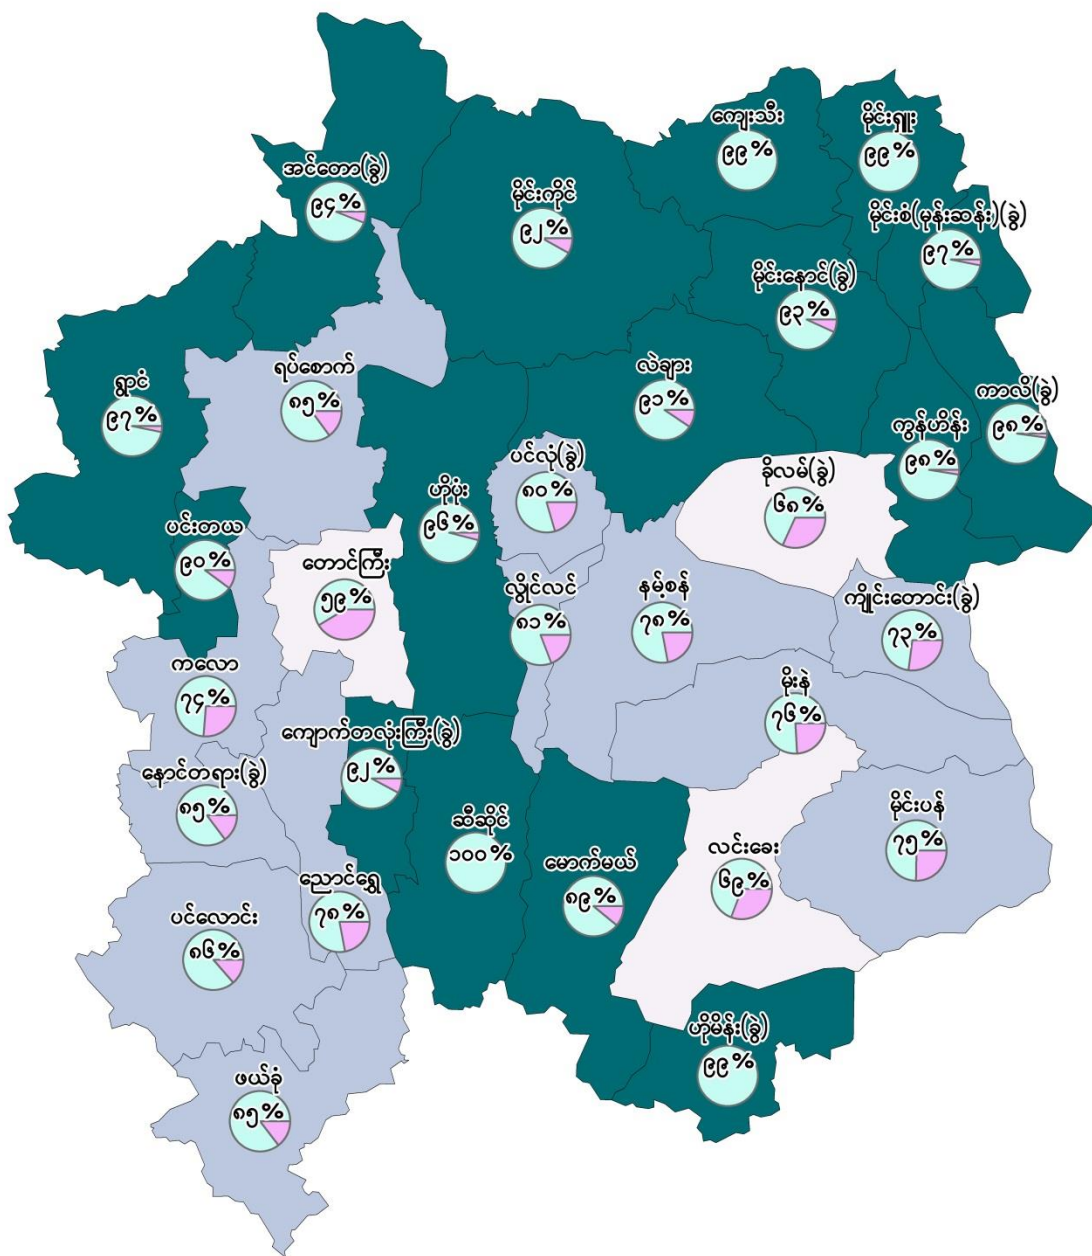 ကျေးသီး
၉၉%
မိုင်းရှူး
၉၉%
အင်တော(ခွဲ)
၉၄%
မိုင်းကိုင်
၉၂%
မိုင်းစံ(မုန်းဆန်း)(ခွဲ)
၉၇%
မိုင်းနောင်(ခွဲ)
၉၃%
ရပ်စောက်
၈၅%
လဲချား
၉၁%
ရွာငံ
၉၇%
ကာလိ(ခွဲ)
၉၈%
ကွန်ဟိန်း
၉၈%
ပင်လုံ(ခွဲ)
၈၀%
ခိုလမ်(ခွဲ)
၆၈%
ဟိုပုံး
၉၆%
ပင်းတယ
၉၀%
တောင်ကြီး
၅၉%
လွိုင်လင်
၈၁%
နမ့်စန်
၇၈%
ကျိုင်းတောင်း(ခွဲ)
၇၃%
ကလော
၇၄%
မိုးနဲ
၇၆%
ကျောက်တလုံးကြီး(ခွဲ)
၉၂%
နောင်တရား(ခွဲ)
၈၅%
ဆီဆိုင်
၁၀၀%
မိုင်းပန်
၇၅%
လင်းခေး
၆၉%
မောက်မယ်
၈၉%
ညောင်ရွှေ
၇၈%
ပင်လောင်း
၈၆%
ဟိုမိန်း(ခွဲ)
၉၉%
ဖယ်ခုံ
၈၅%